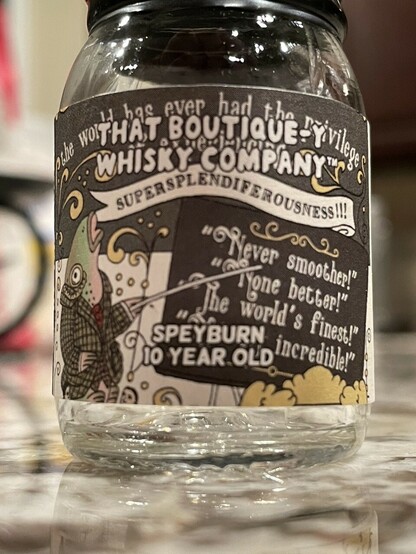 the world has ever had the privilege
THAT BOUTIQUE-Y
WHISKY COMPANY™
SUPERSPLENDIFEROUSNESS!!!
"Never smoother!"
"None better!"
"The world's finest!"
incredible!"
SPEYBURN
10 YEAR OLD